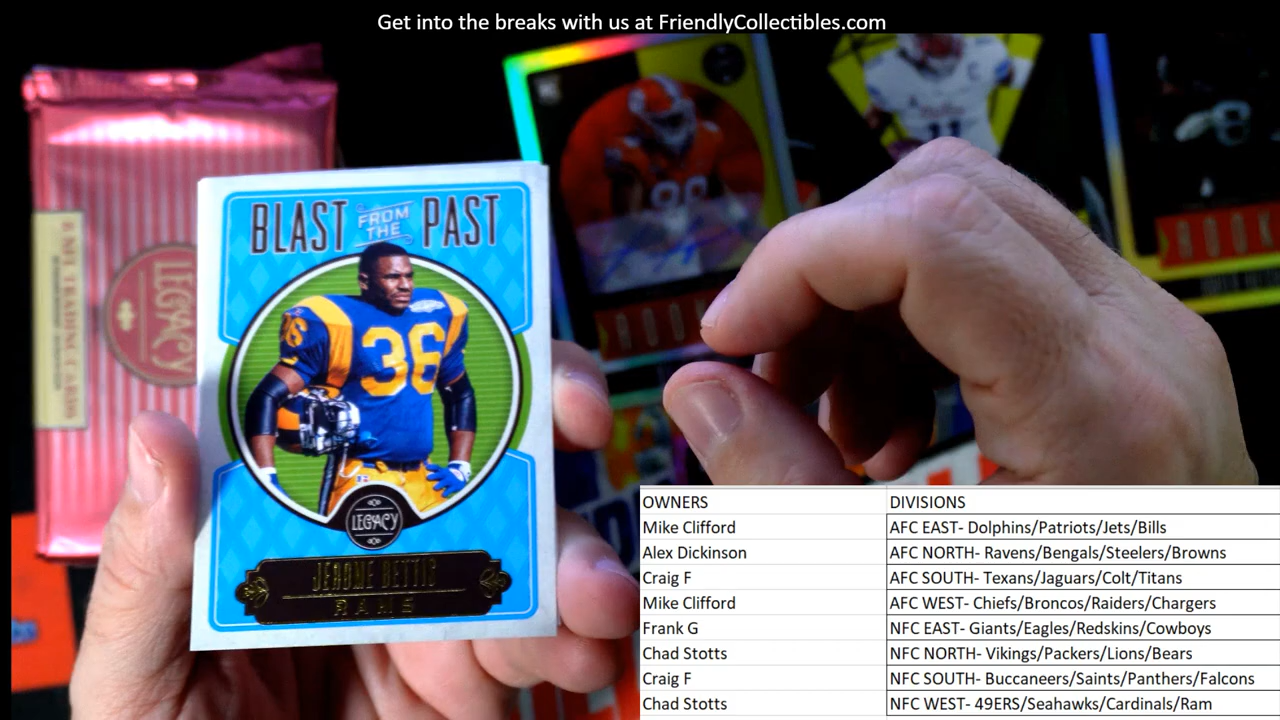 Get into the breaks with us at FriendlyCollectibles.com
BLAST FROM THE PAST
36
LEGACY
JEROME BETTIS
RAMS
LEGACY
OWNERS DIVISIONS
Mike Clifford AFC EAST- Dolphins/Patriots/Jets/Bills
Alex Dickinson AFC NORTH- Ravens/Bengals/Steelers/Browns
Craig F AFC SOUTH- Texans/Jaguars/Colt/Titans
Mike Clifford AFC WEST- Chiefs/Broncos/Raiders/Chargers
Frank G NFC EAST- Giants/Eagles/Redskins/Cowboys
Chad Stotts NFC NORTH- Vikings/Packers/Lions/Bears
Craig F NFC SOUTH- Buccaneers/Saints/Panthers/Falcons
Chad Stotts NFC WEST- 49ERS/Seahawks/Cardinals/Ram